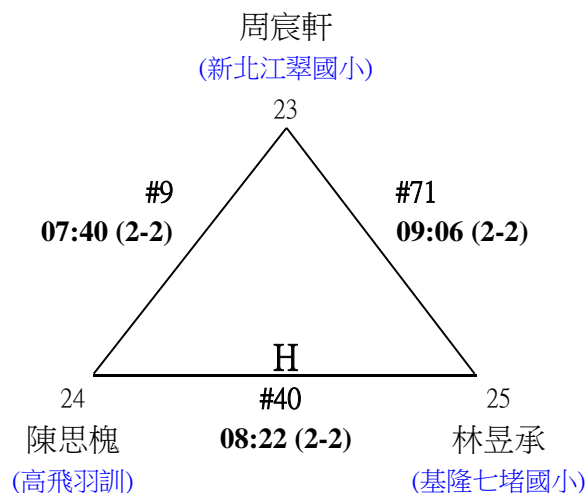 周宸軒
(新北江翠國小)
23
#9
07:40 (2-2)
#71
09:06 (2-2)
H
24
#40
25
陳思槐
08:22 (2-2)
林昱承
(高飛羽訓)
(基隆七堵國小)